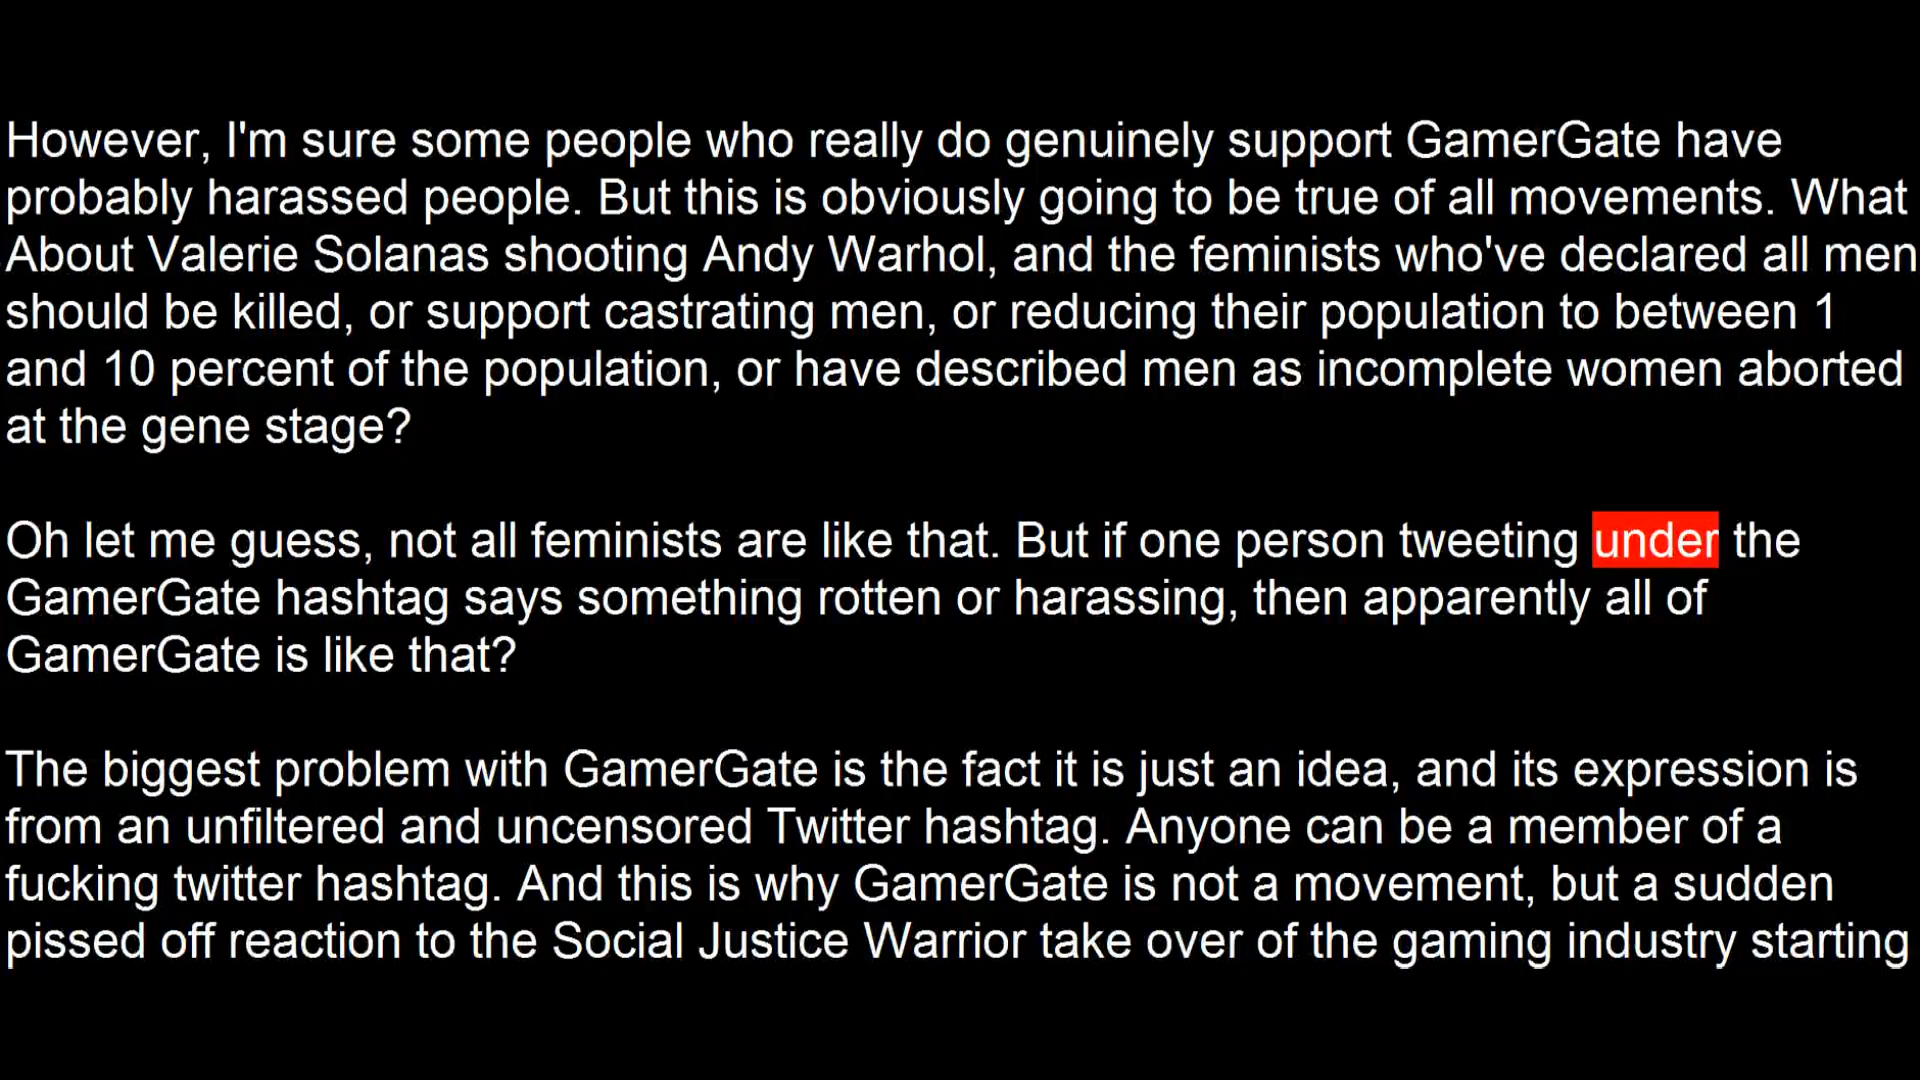 However, I'm sure some people who really do genuinely support GamerGate have
probably harassed people. But this is obviously going to be true of all movements. What
About Valerie Solanas shooting Andy Warhol, and the feminists who've declared all men
should be killed, or support castrating men, or reducing their population to between 1
and 10 percent of the population, or have described men as incomplete women aborted
at the gene stage?
Oh let me guess, not all feminists are like that. But if one person tweeting under the
GamerGate hashtag says something rotten or harassing, then apparently all of
GamerGate is like that?
The biggest problem with GamerGate is the fact it is just an idea, and its expression is
from an unfiltered and uncensored Twitter hashtag. Anyone can be a member of a
fucking twitter hashtag. And this is why GamerGate is not a movement, but a sudden
pissed off reaction to the Social Justice Warrior take over of the gaming industry starting